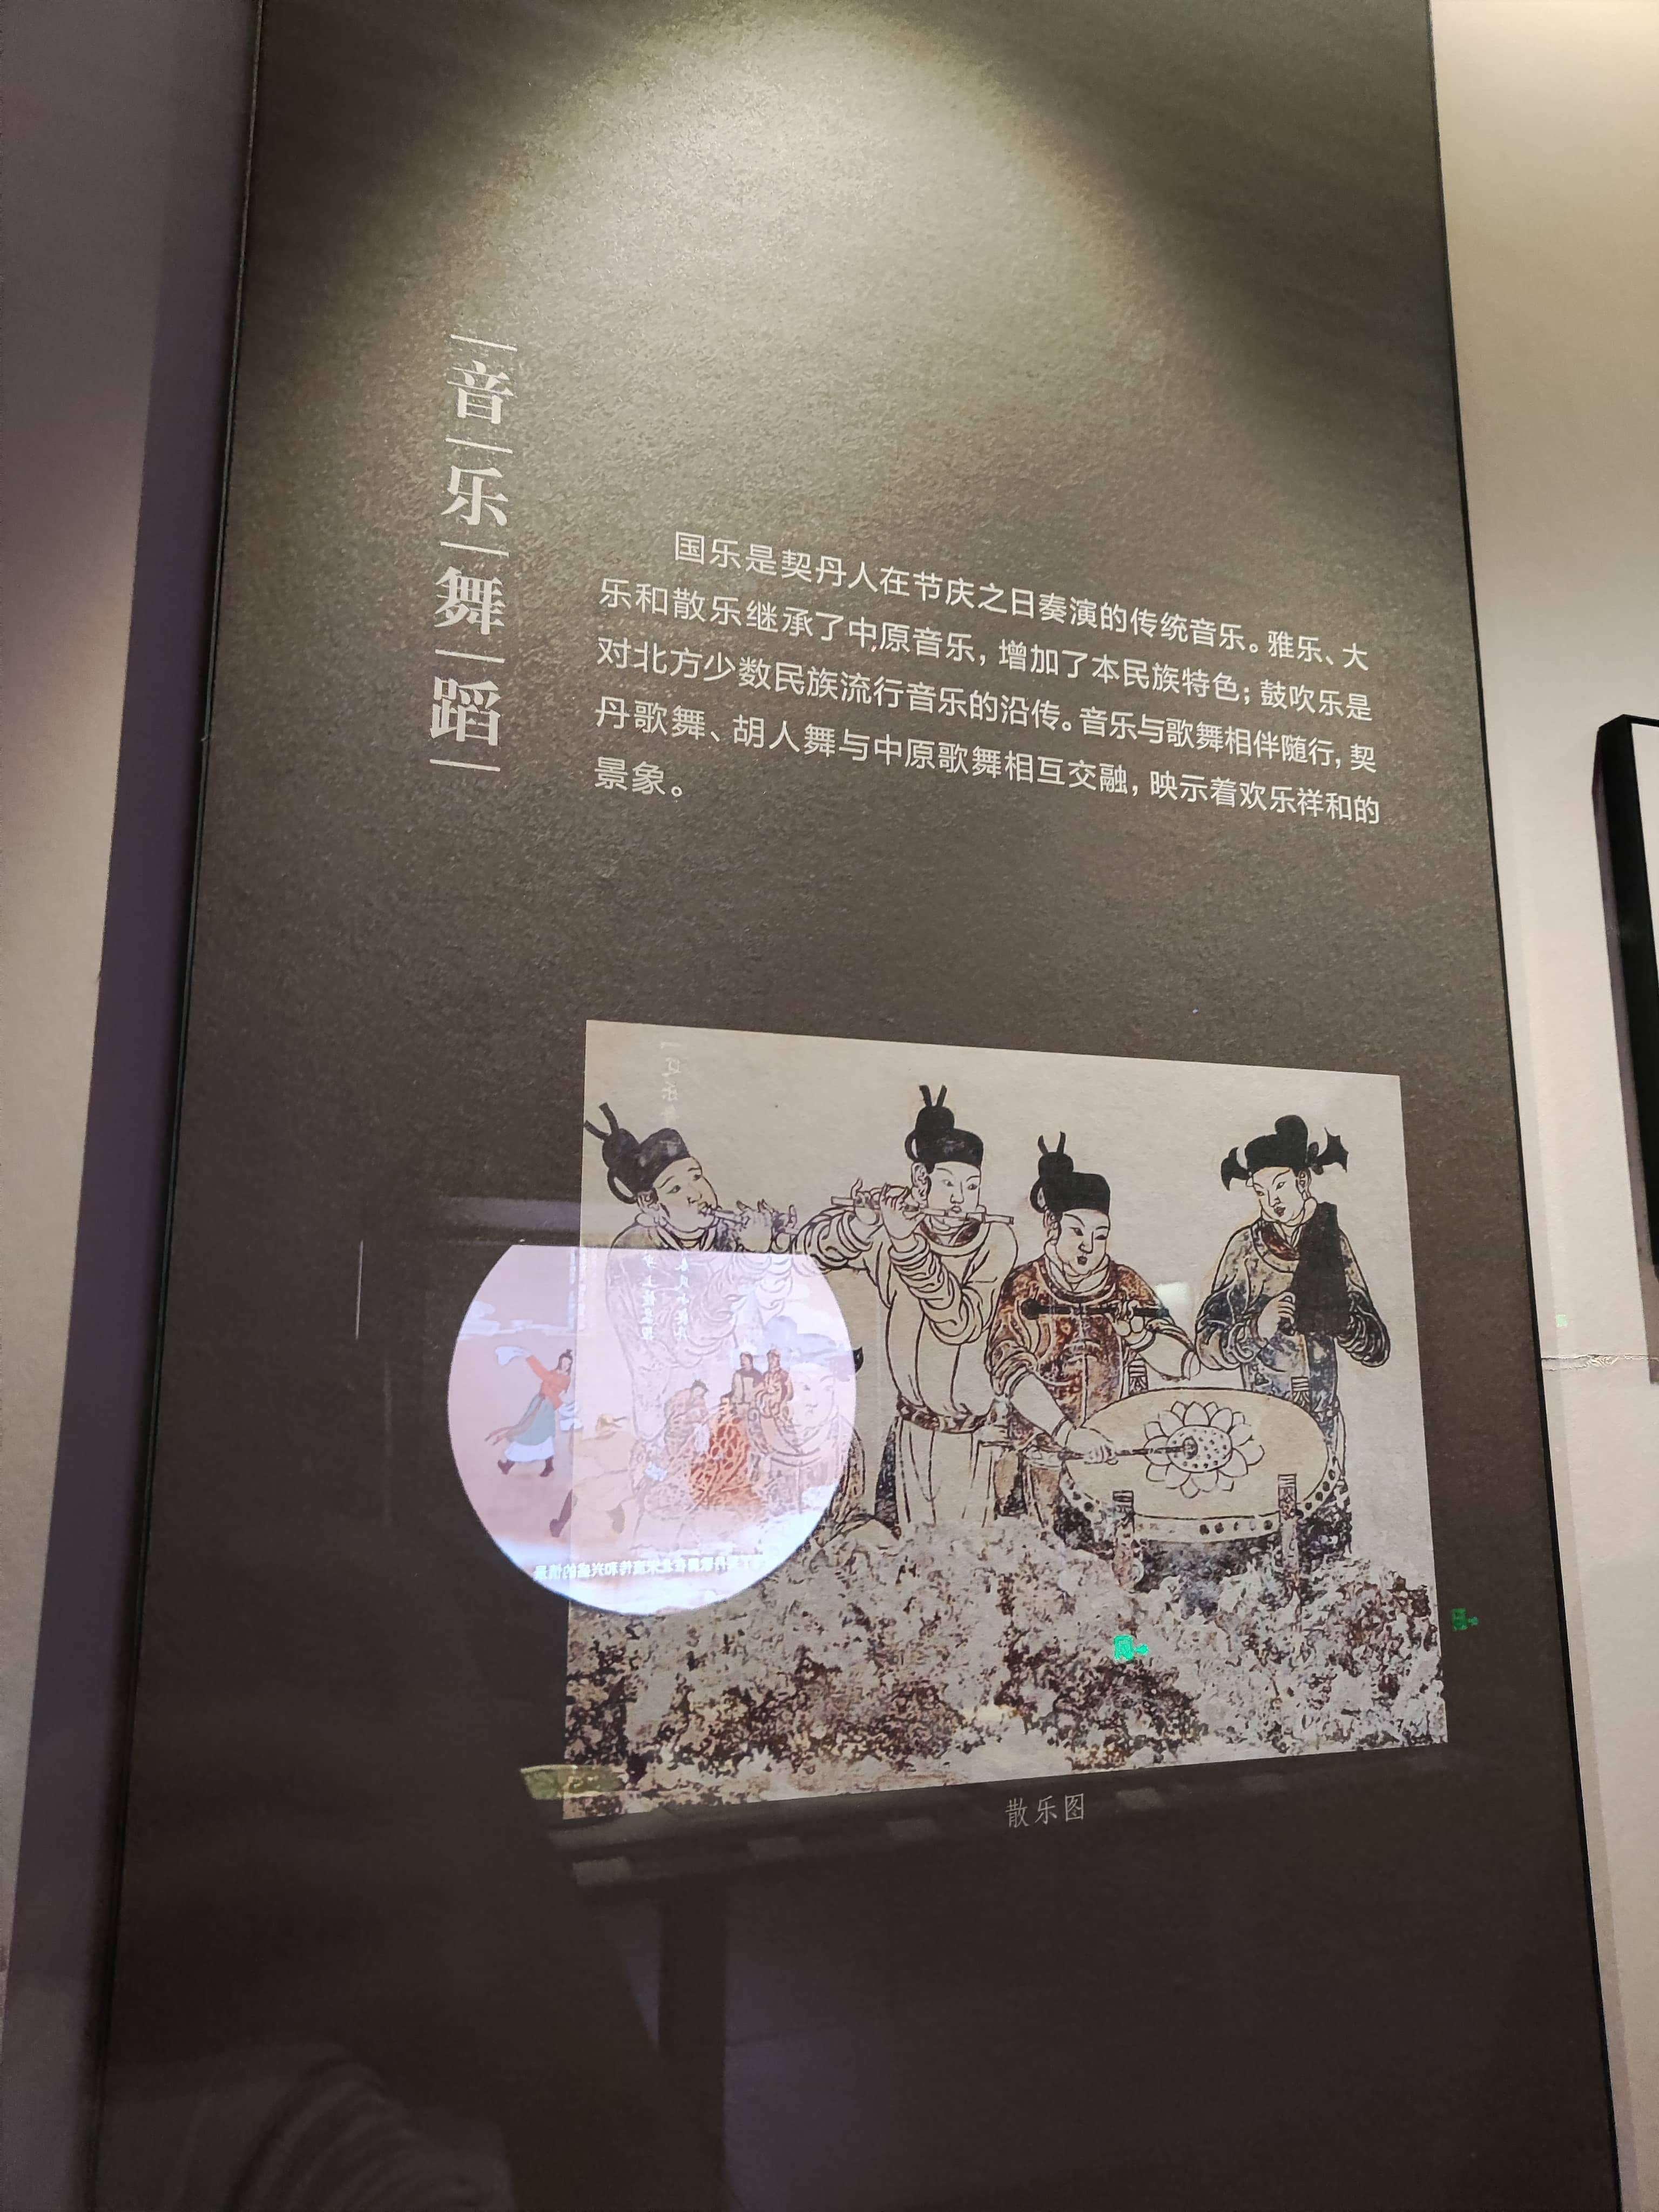 音乐舞蹈
国乐是契丹人在节庆之日奏演的传统音乐。雅乐、大
乐和散乐继承了中原音乐，增加了本民族特色；鼓吹乐是
对北方少数民族流行音乐的沿传。音乐与歌舞相伴随行，契
丹歌舞、胡人舞与中原歌舞相互交融，映示着欢乐祥和的
景象。
散乐图